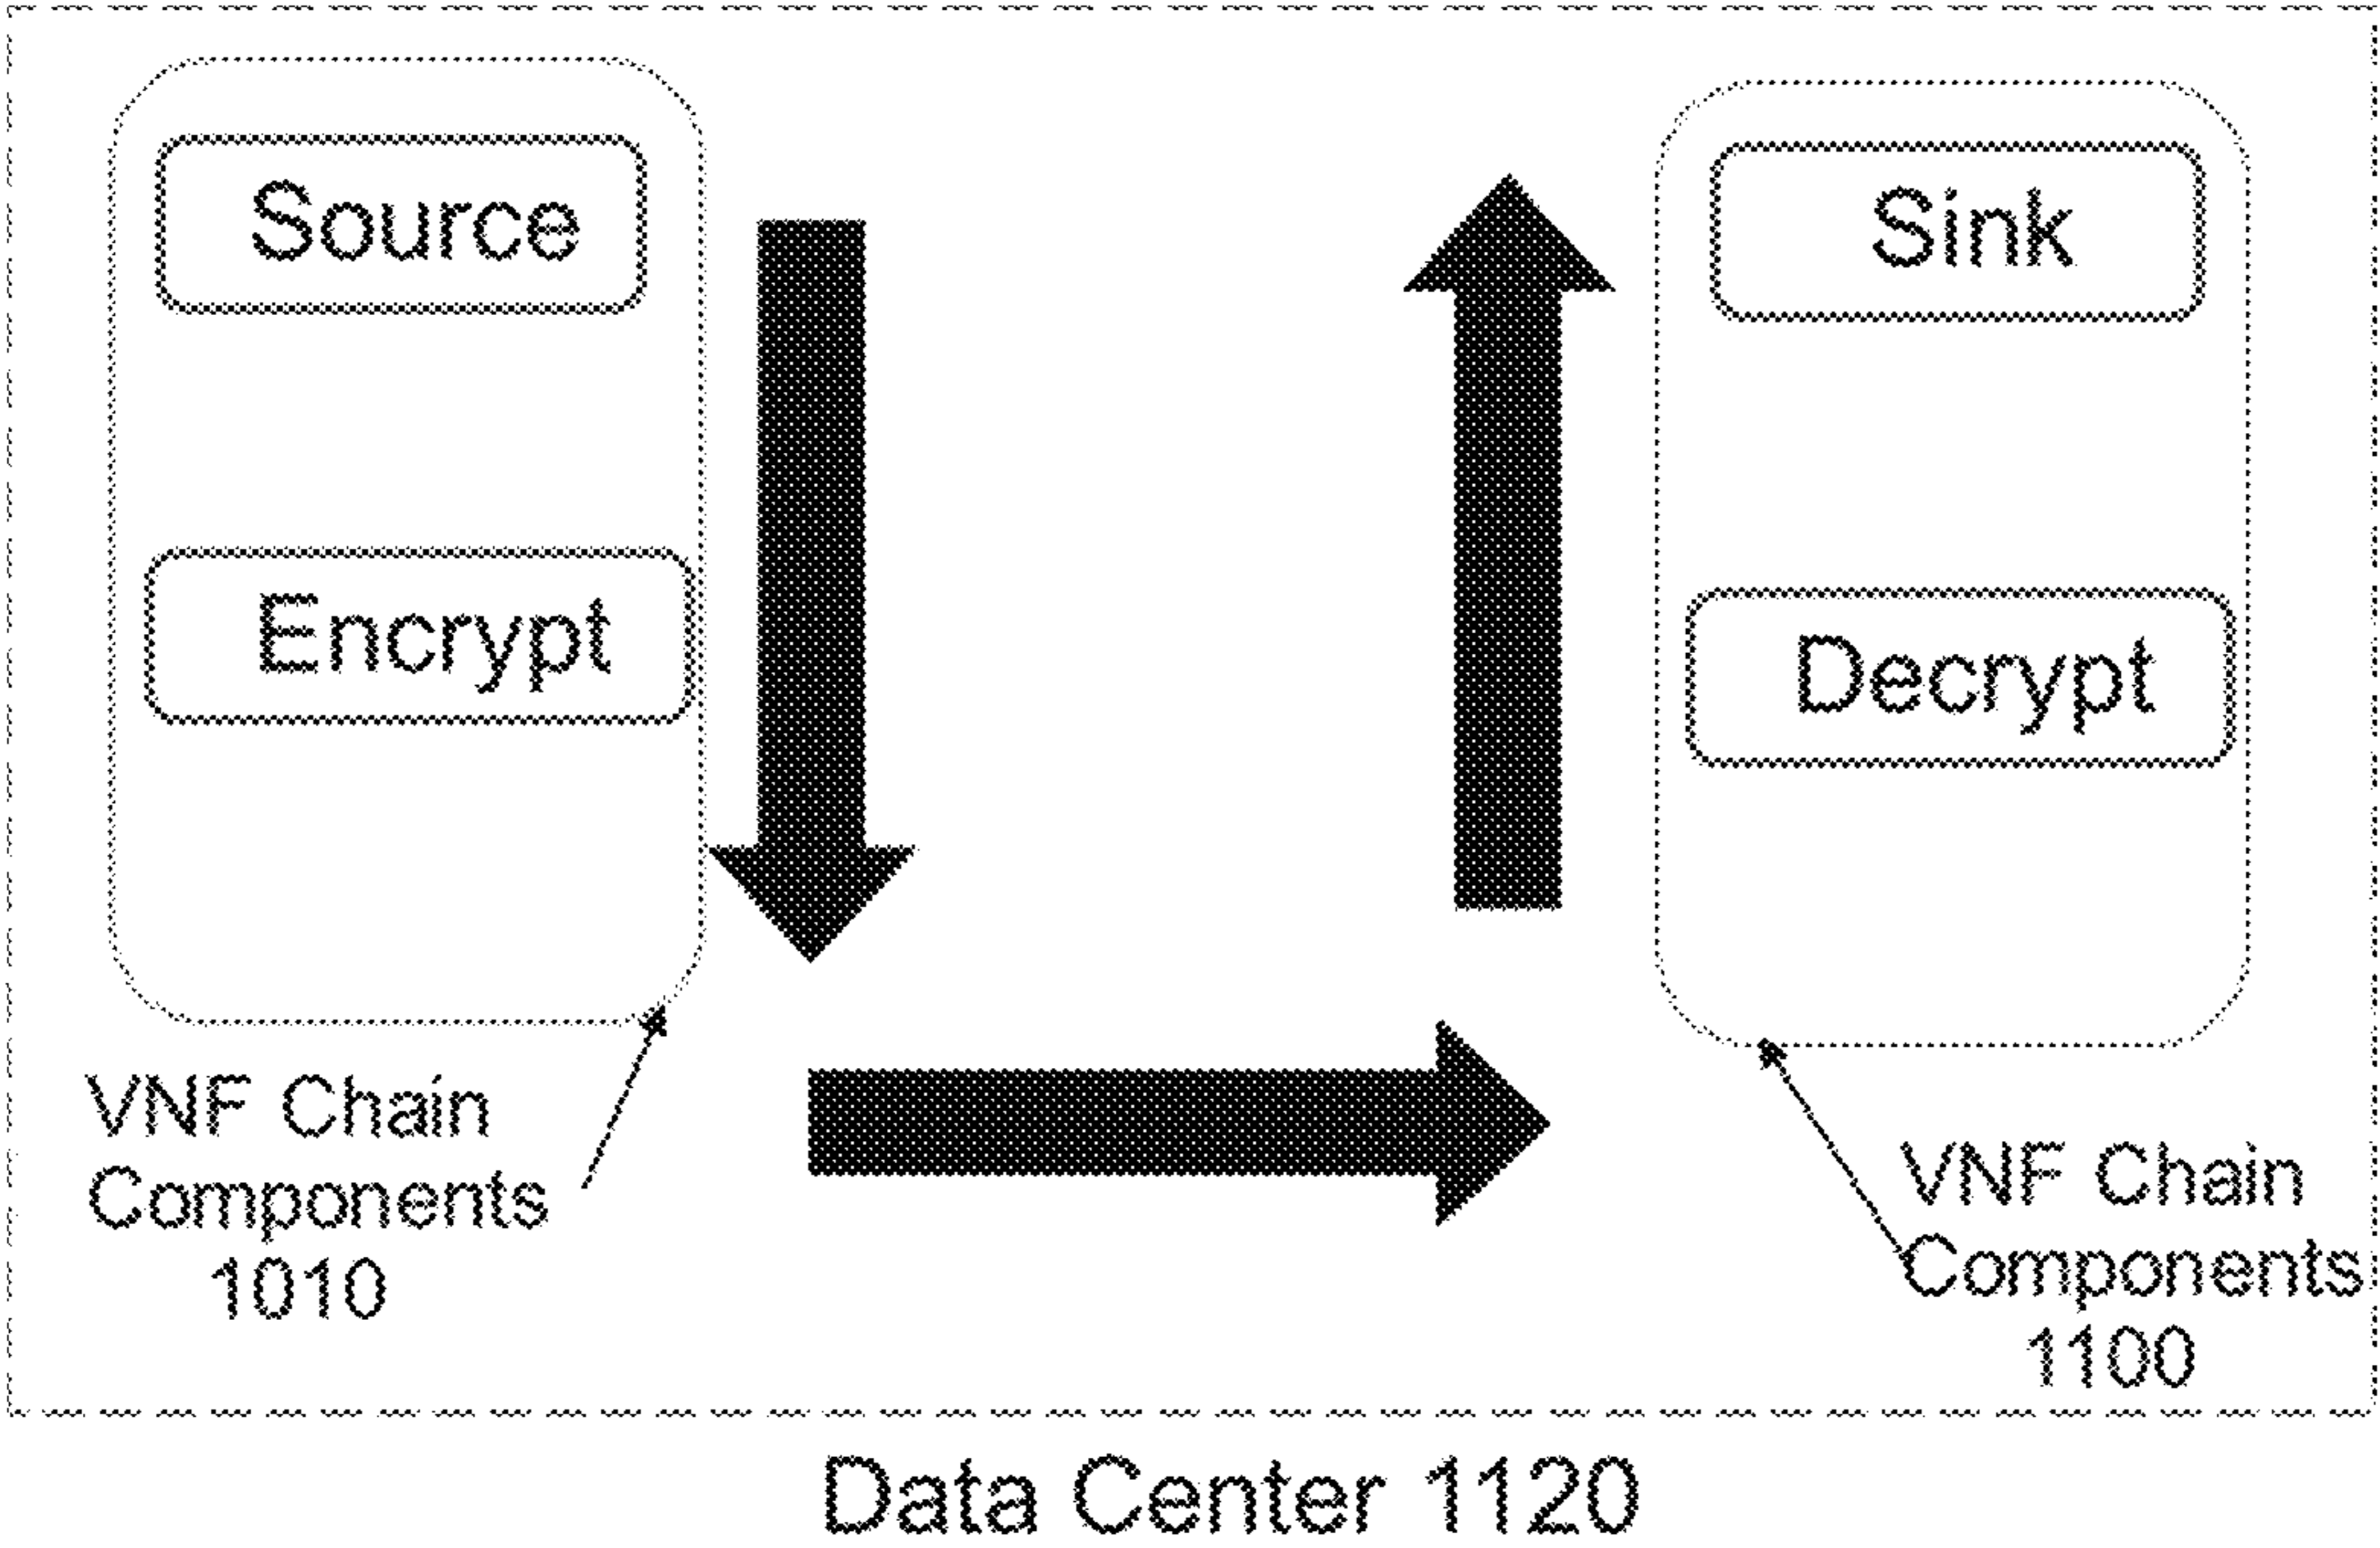 Source
Encrypt
VNF Chain
Components
1010
Sink
Decrypt
VNF Chain
Components
1100
Data Center 1120